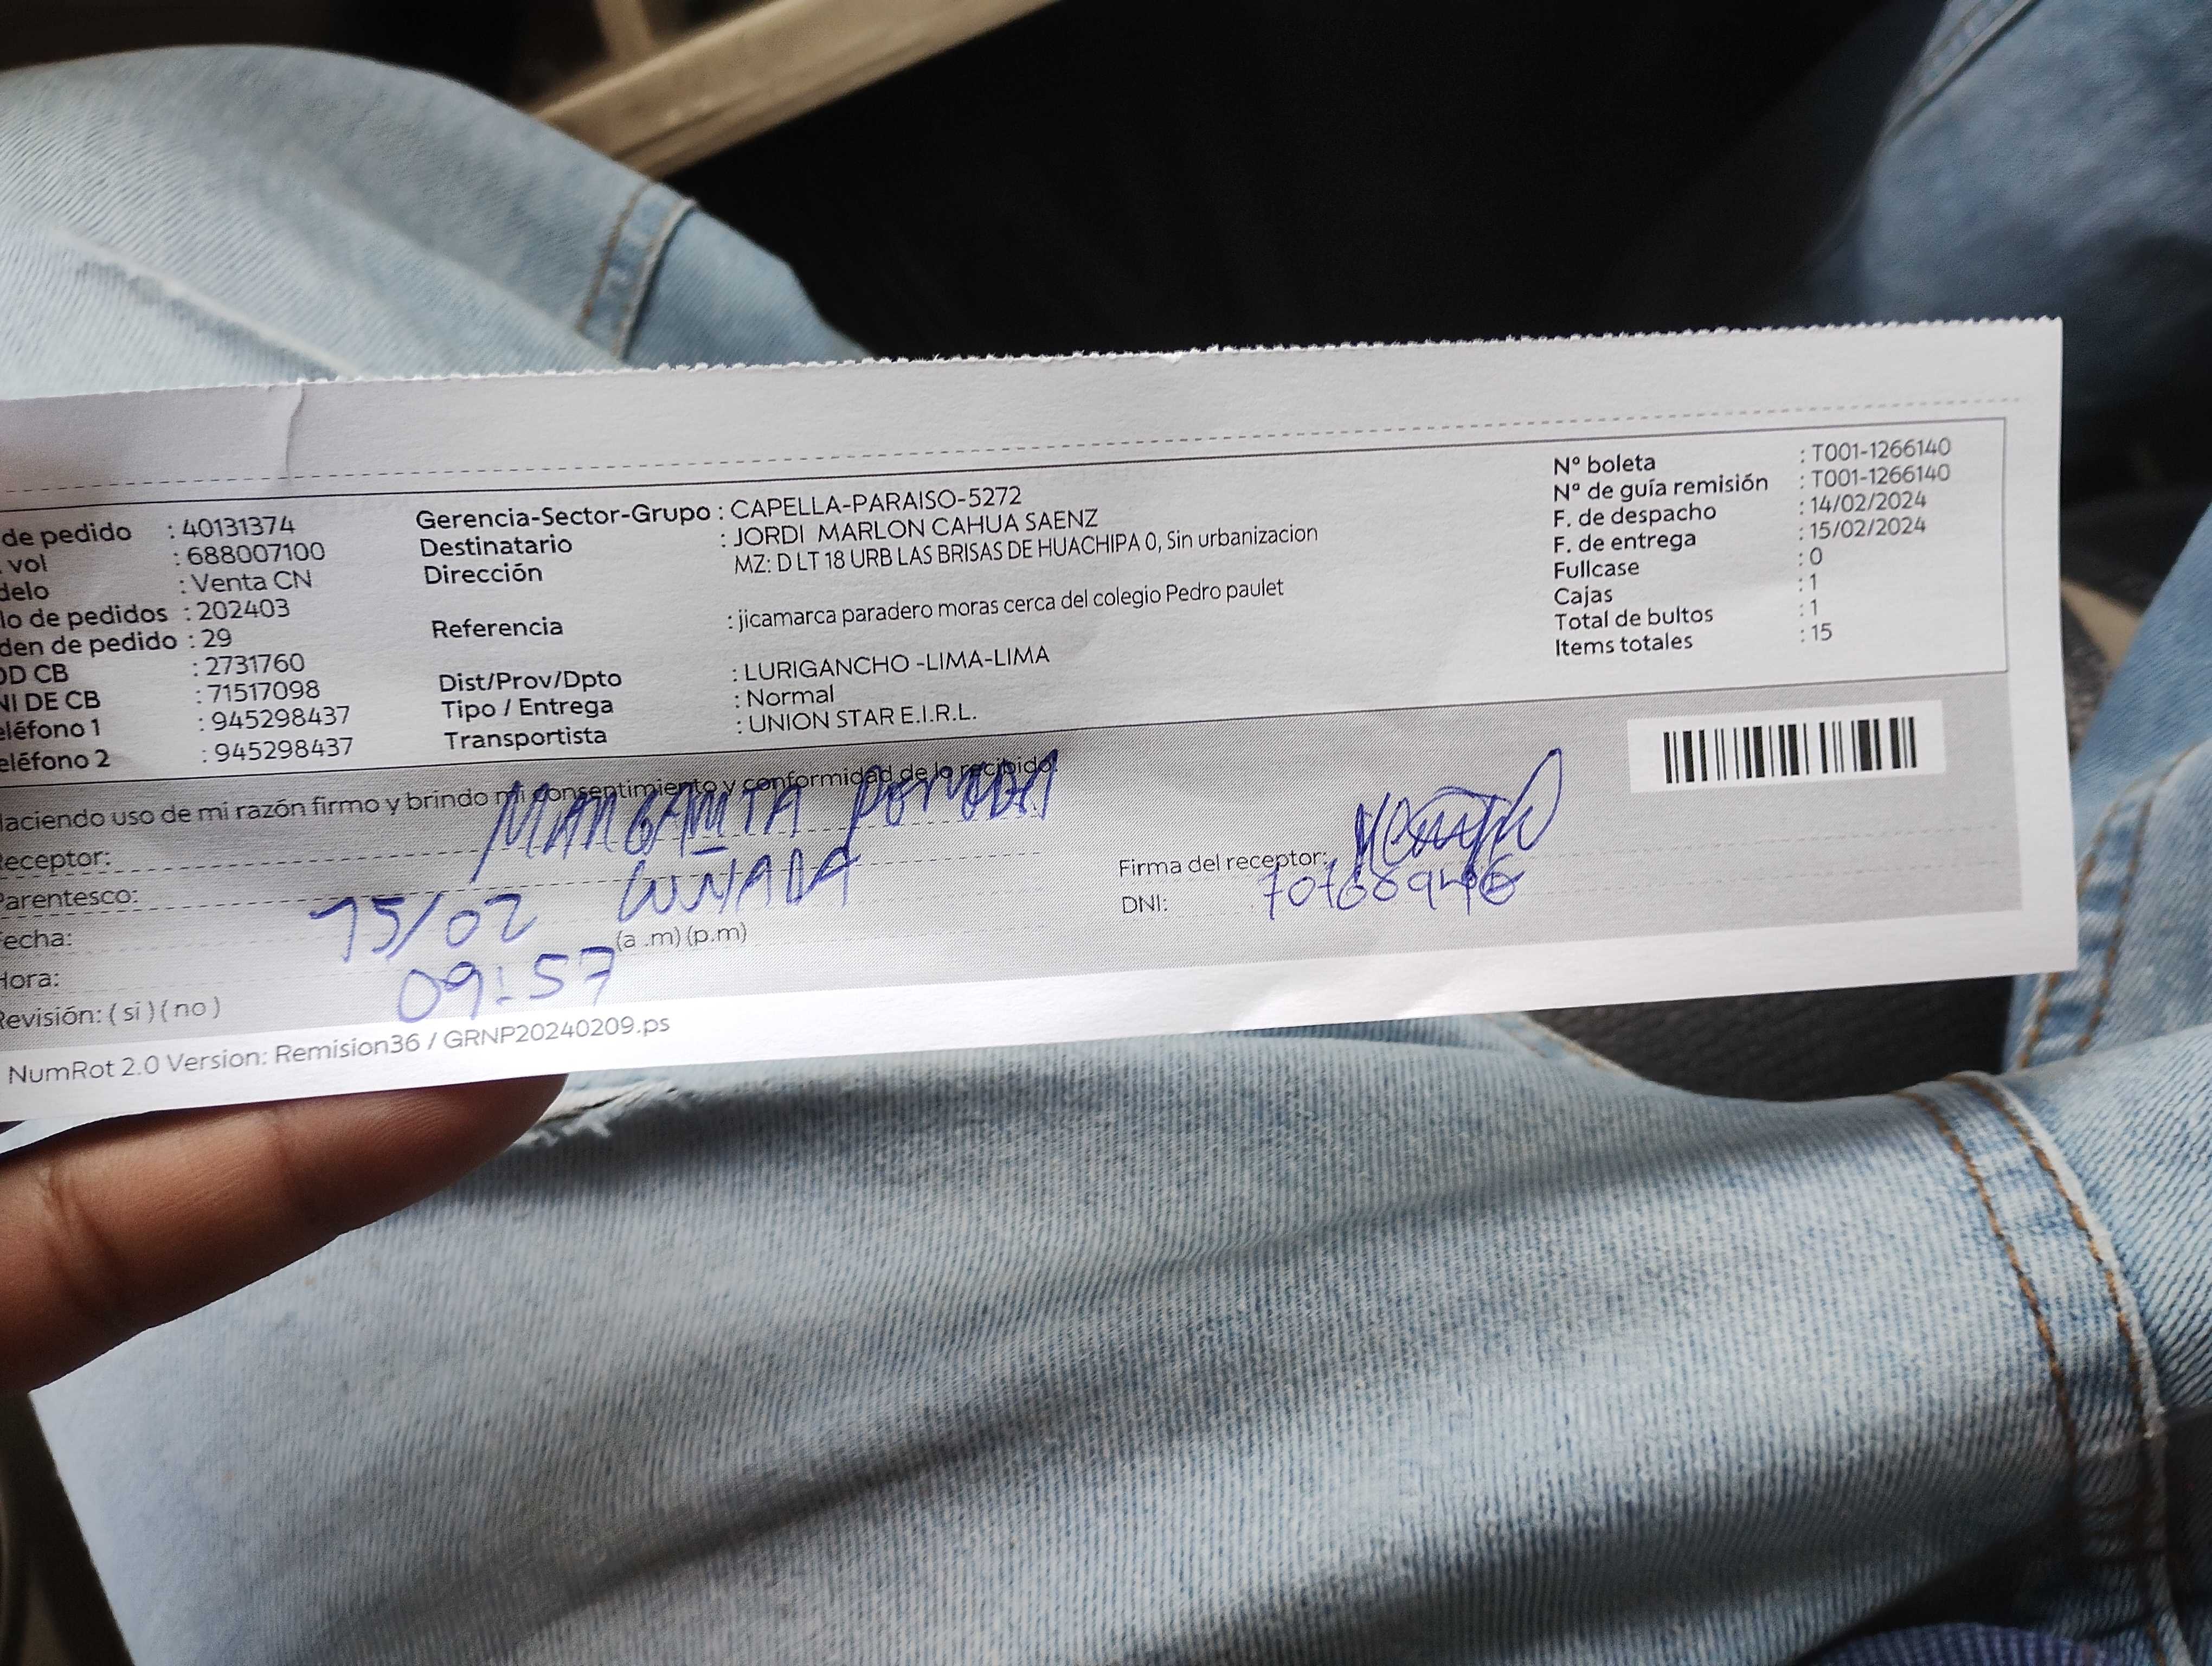 de pedido : 40131374
vol : 688007100
delo : Venta CN
lo de pedidos : 202403
den de pedido : 29
OD CB : 2731760
NI DE CB : 71517098
eléfono 1 : 945298437
eléfono 2 : 945298437
Gerencia-Sector-Grupo : CAPELLA-PARAISO-5272
Destinatario : JORDI MARLON CAHUA SAENZ
Dirección MZ: D LT 18 URB LAS BRISAS DE HUACHIPA 0, Sin urbanizacion
Referencia : jicamarca paradero moras cerca del colegio Pedro paulet
Dist/Prov/Dpto : LURIGANCHO -LIMA-LIMA
Tipo / Entrega : Normal
Transportista : UNION STAR E.I.R.L.
N° boleta : T001-1266140
N° de guía remisión : T001-1266140
F. de despacho : 14/02/2024
F. de entrega : 15/02/2024
Fullcase : 0
Cajas : 1
Total de bultos : 1
Items totales : 15
Haciendo uso de mi razón firmo y brindo mi consentimiento y conformidad de lo recibido
Receptor: MARGARITA
Parentesco: CUÑADA
Fecha: 15/02
Hora: 09:57 (a .m) (p.m)
Revisión: ( si ) ( no )
Firma del receptor:
DNI:
NumRot 2.0 Version: Remision36 / GRNP20240209.ps